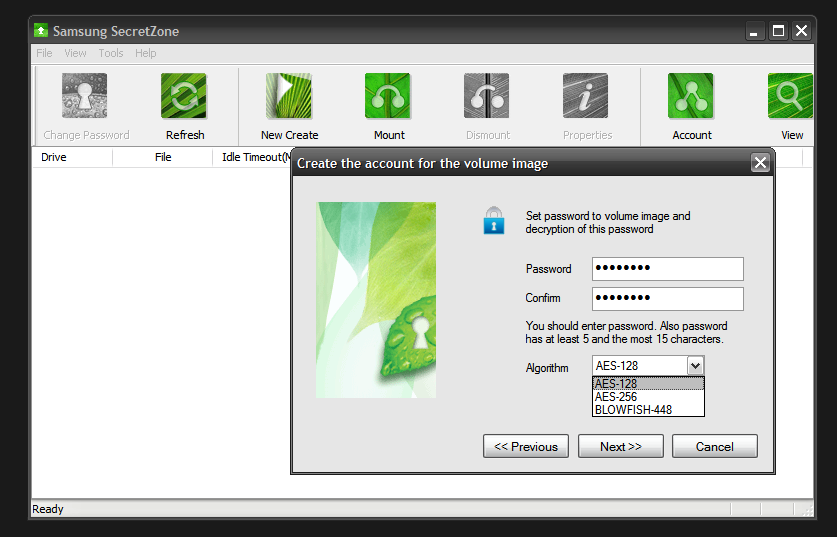 Samsung SecretZone
File View Tools Help
Change Password Refresh New Create Mount Dismount Properties Account View
Drive File Idle Timeout(M
Create the account for the volume image
Set password to volume image and
decryption of this password
Password ●●●●●●●●
Confirm ●●●●●●●●
You should enter password. Also password
has at least 5 and the most 15 characters.
Algorithm AES-128
AES-128
AES-256
BLOWFISH-448
<< Previous Next >> Cancel
Ready